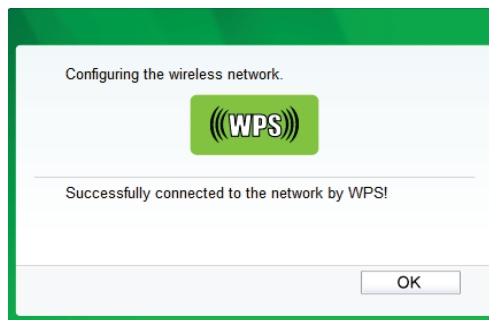 Configuring the wireless network.
(((WPS)))
Successfully connected to the network by WPS!
OK